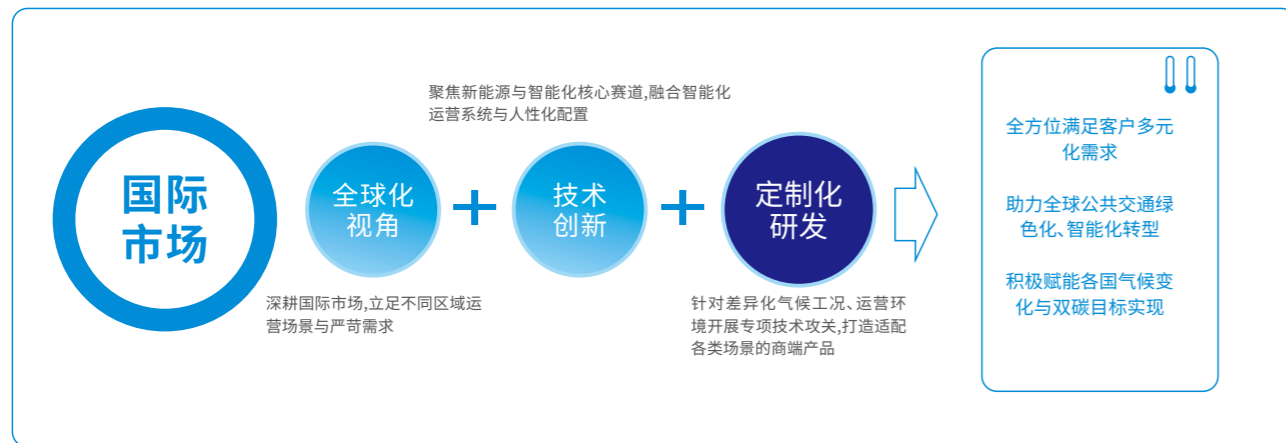 国际
市场
全球化
视角
深耕国际市场,立足不同区域运
营场景与严苛需求
聚焦新能源与智能化核心赛道,融合智能化
运营系统与人性化配置
技术
创新
定制化
研发
针对差异化气候工况、运营环
境开展专项技术攻关,打造适配
各类场景的商端产品
全方位满足客户多元
化需求
助力全球公共交通绿
色化、智能化转型
积极赋能各国气候变
化与双碳目标实现